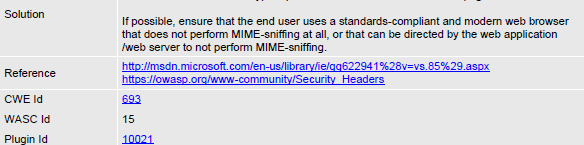 Solution
If possible, ensure that the end user uses a standards-compliant and modern web browser
that does not perform MIME-sniffing at all, or that can be directed by the web application
/web server to not perform MIME-sniffing.
Reference
http://msdn.microsoft.com/en-us/library/ie/gg622941%28v=vs.85%29.aspx
https://owasp.org/www-community/Security_Headers
CWE Id 693
WASC Id 15
Plugin Id 10021